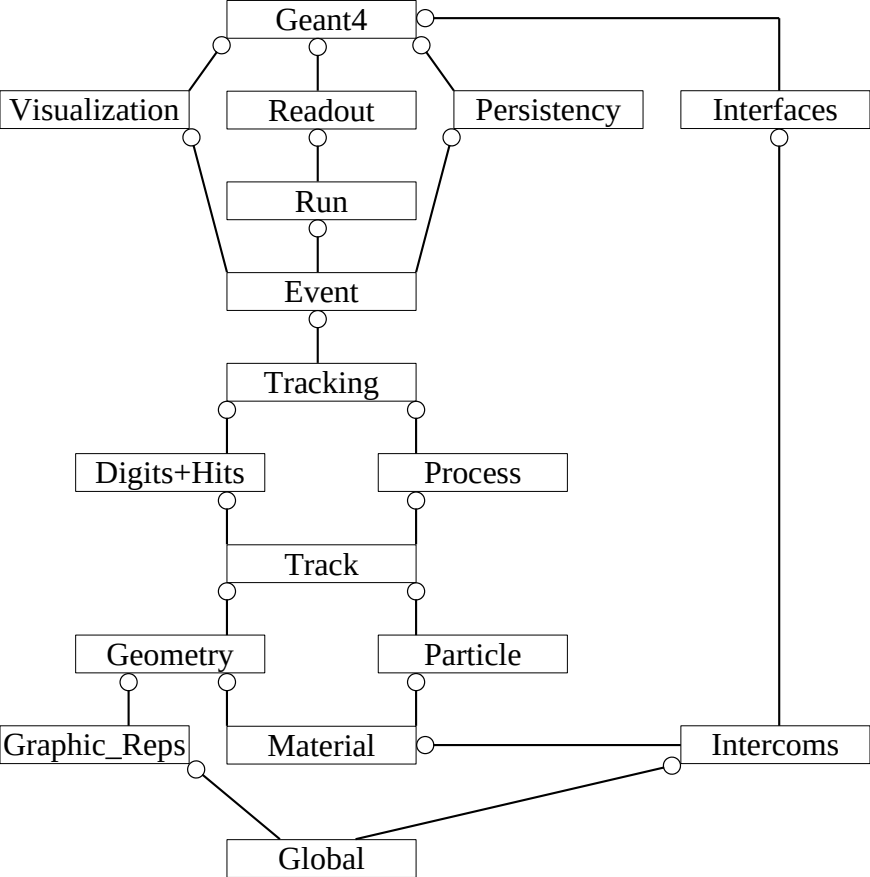 Geant4
Visualization
Readout
Persistency
Interfaces
Run
Event
Tracking
Digits+Hits
Process
Track
Geometry
Particle
Graphic_Reps
Material
Intercoms
Global